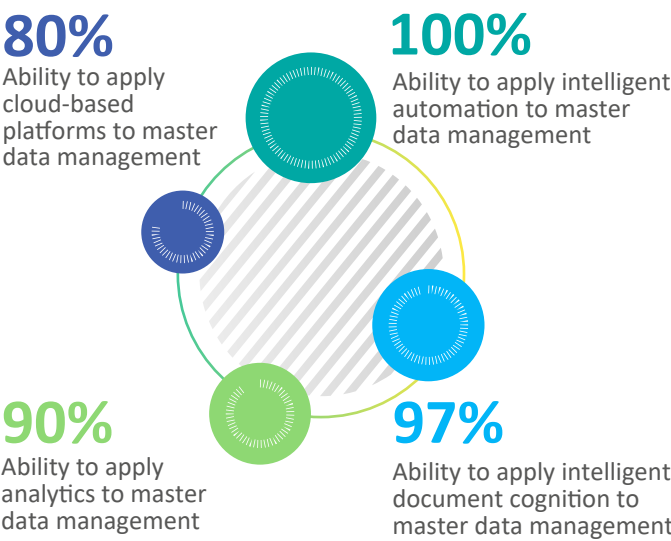 80%
Ability to apply
cloud-based
platforms to master
data management
100%
Ability to apply intelligent
automation to master
data management
90%
Ability to apply
analytics to master
data management
97%
Ability to apply intelligent
document cognition to
master data management